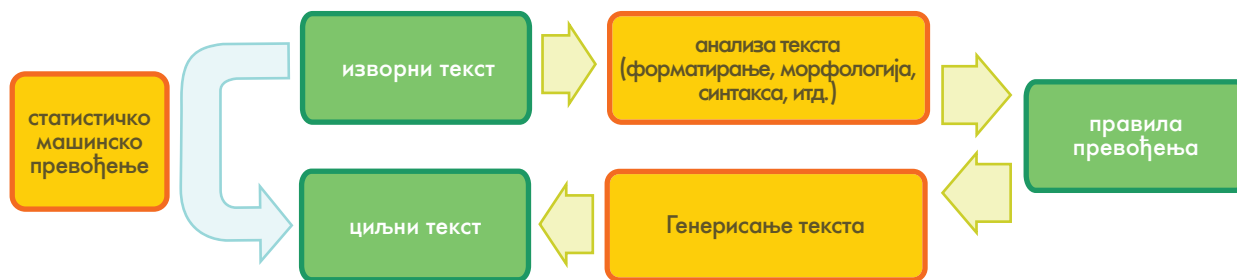 статистичко
машинско
превођење
изворни текст
анализа текста
(форматирање, морфологија,
синтакса, итд.)
правила
превођења
Генерисање текста
циљни текст